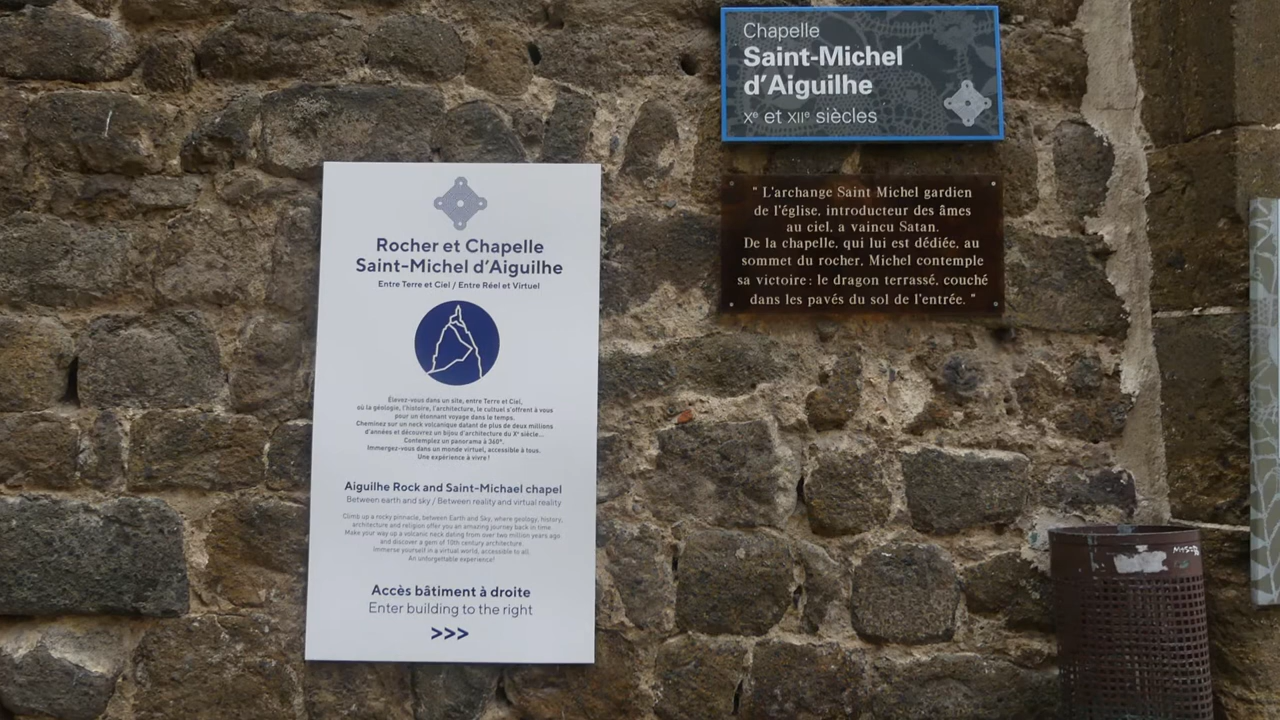 Chapelle
Saint-Michel
d'Aiguilhe
Xe et XIIe siècles
" L'archange Saint Michel gardien
de l'église, introducteur des âmes
au ciel, a vaincu Satan.
De la chapelle, qui lui est dédiée, au
sommet du rocher, Michel contemple
sa victoire : le dragon terrassé, couché
dans les pavés du sol de l'entrée. "
Rocher et Chapelle
Saint-Michel d'Aiguilhe
Entre Terre et Ciel / Entre Réel et Virtuel
Élevez-vous dans un site, entre Terre et Ciel,
où la géologie, l'histoire, l'architecture, le cultuel s'offrent à vous
pour un étonnant voyage dans le temps.
Cheminez sur un neck volcanique datant de plus de deux millions
d'années et découvrez un bijou d'architecture du Xe siècle...
Contemplez un panorama à 360°.
Immergez-vous dans un monde virtuel, accessible à tous.
Une expérience à vivre !
Aiguilhe Rock and Saint-Michael chapel
Between earth and sky / Between reality and virtual reality
Climb up a rocky pinnacle, between Earth and Sky, where geology, history,
architecture and religion offer you an amazing journey back in time.
Make your way up a volcanic neck dating from over two million years ago
and discover a gem of 10th century architecture.
Immerse yourself in a virtual world, accessible to all.
An unforgettable experience!
Accès bâtiment à droite
Enter building to the right
>>>